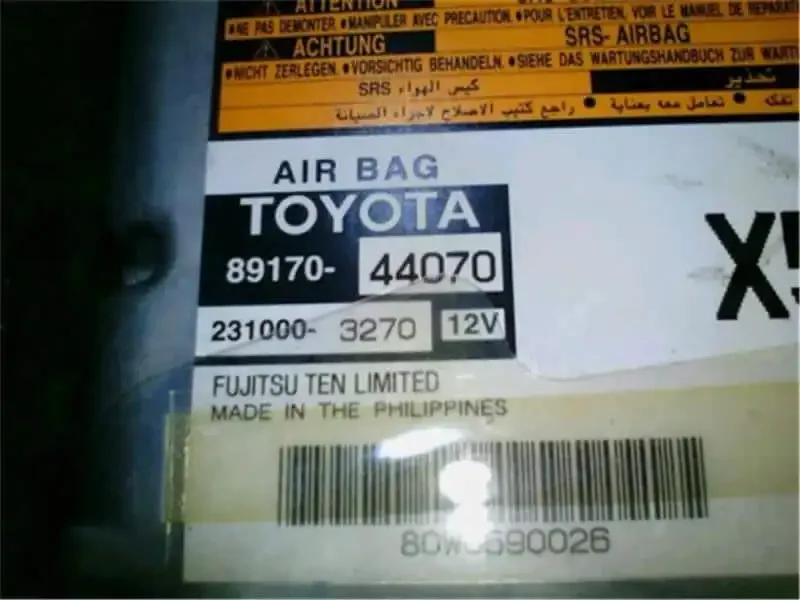 ATTENTION
•NE PAS DEMONTER. •MANIPULER AVEC PRECAUTION. •POUR L'ENTRETIEN, VOIR LE MANUEL DE REPARATI
ACHTUNG SRS-AIRBAG
•NICHT ZERLEGEN. •VORSICHTIG BEHANDELN. •SIEHE DAS WARTUNGSHANDBUCH ZUR WARTU
تحذير كيس الهواء SRS
تفكه • تعامل معه بعناية • راجع كتيب الاصلاح لاجراء الصيانة
AIR BAG
TOYOTA
89170- 44070
231000- 3270 12V
X5
FUJITSU TEN LIMITED
MADE IN THE PHILIPPINES